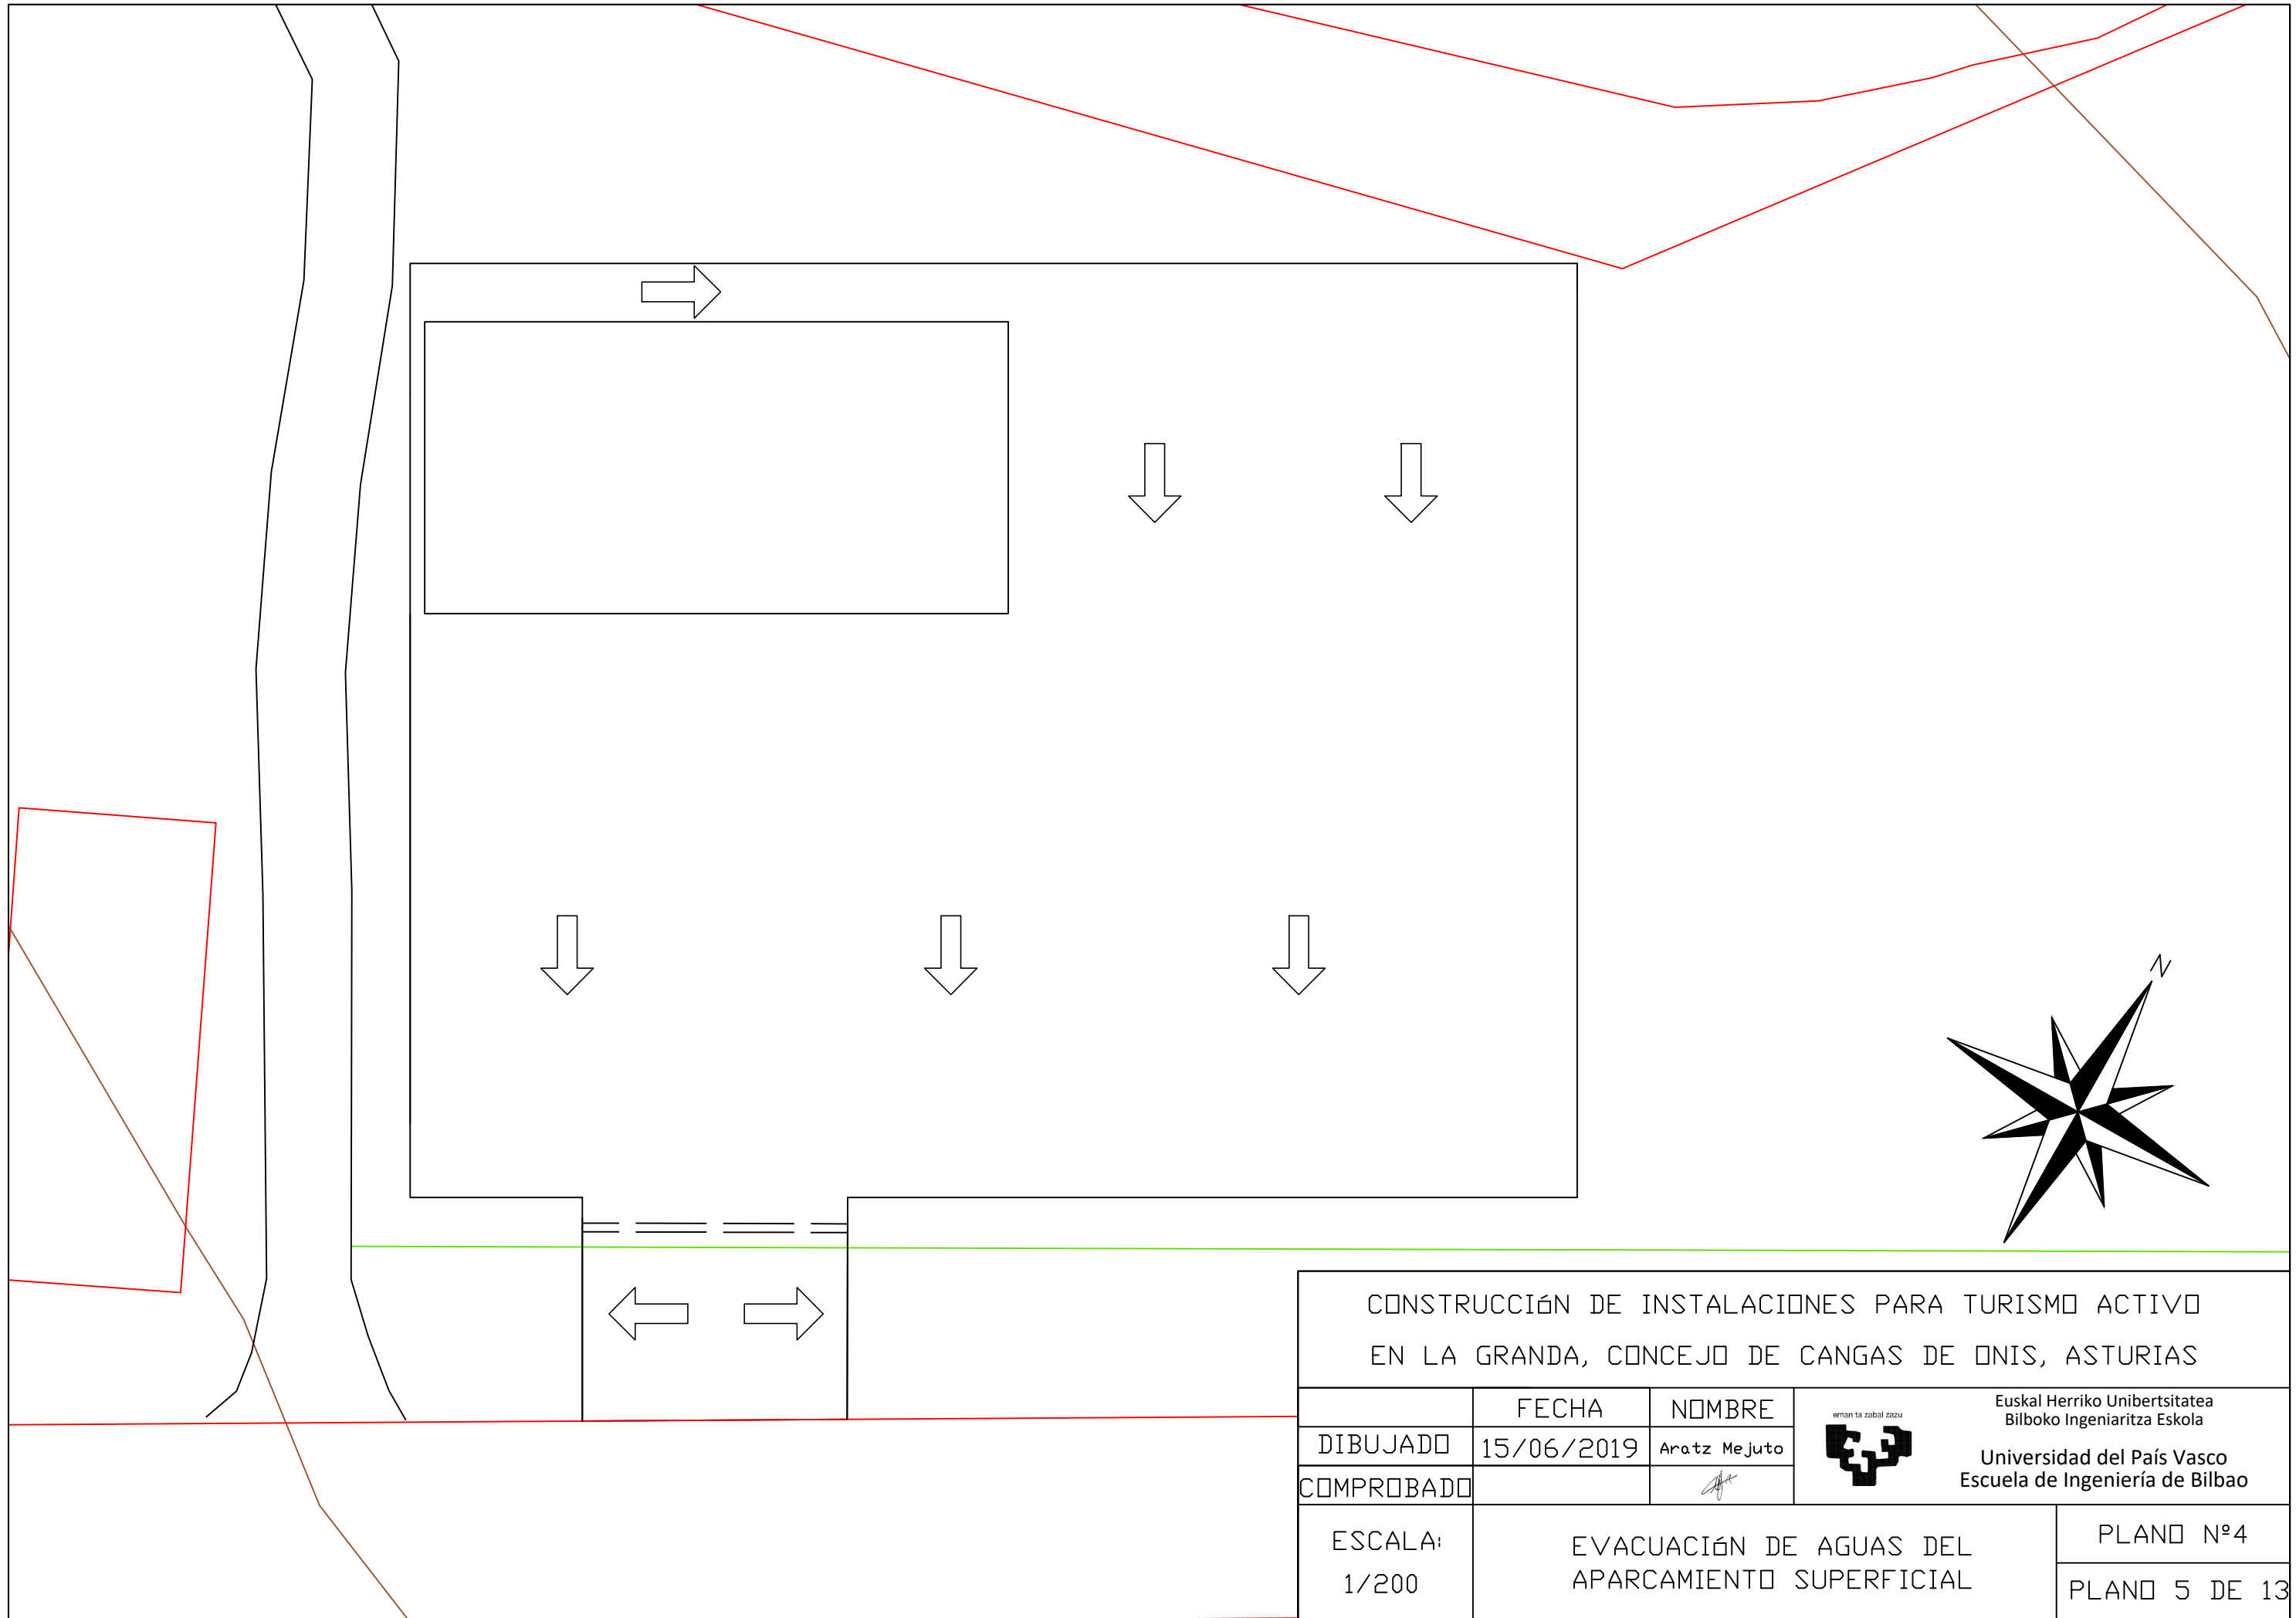 N
CONSTRUCCIóN DE INSTALACIONES PARA TURISMO ACTIVO
EN LA GRANDA, CONCEJO DE CANGAS DE ONIS, ASTURIAS
FECHA
NOMBRE
DIBUJADO
15/06/2019
Aratz Mejuto
COMPROBADO
eman ta zabal zazu
Euskal Herriko Unibertsitatea
Bilboko Ingeniaritza Eskola
Universidad del País Vasco
Escuela de Ingeniería de Bilbao
ESCALA:
1/200
EVACUACIóN DE AGUAS DEL
APARCAMIENTO SUPERFICIAL
PLANO Nº4
PLANO 5 DE 13